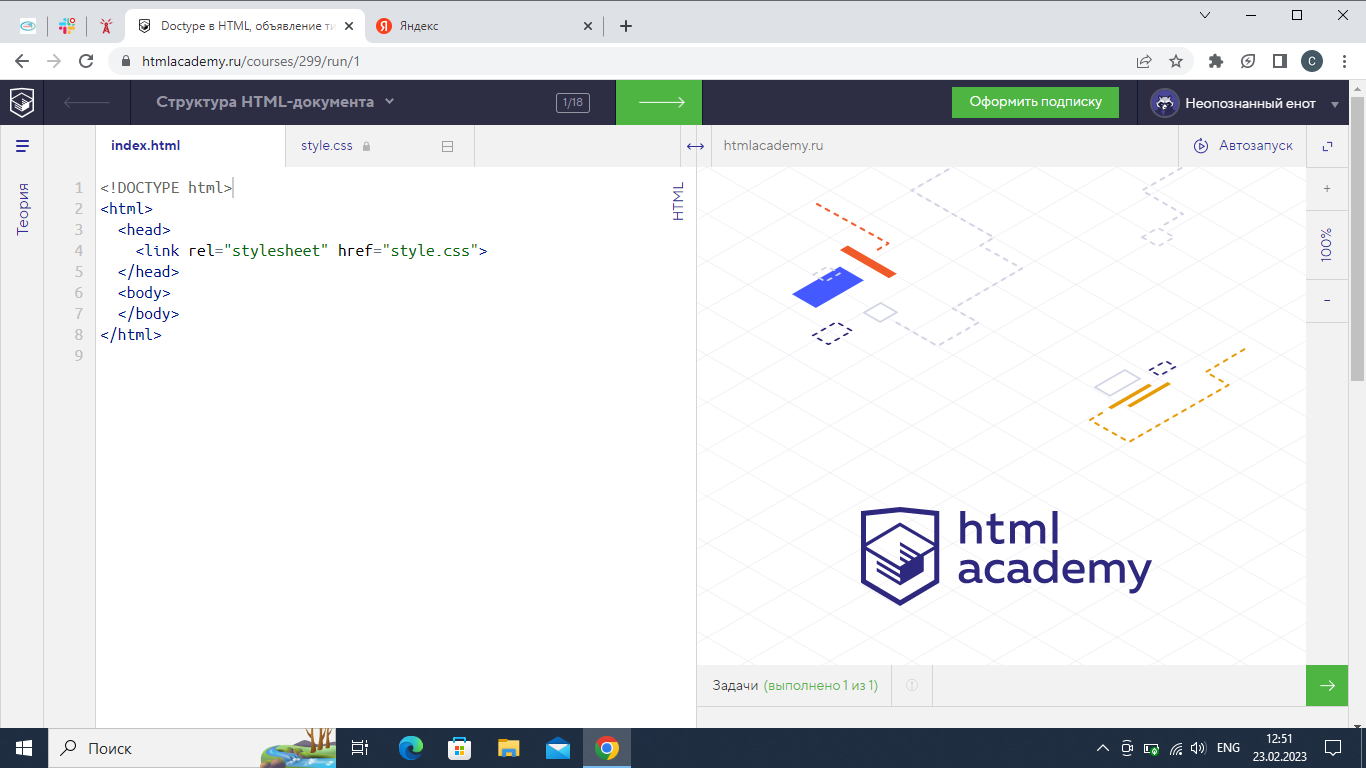 Doctype в HTML, объявление ти
Яндекс
htmlacademy.ru/courses/299/run/1
С
Структура HTML-документа
1/18
Оформить подписку
Неопознанный енот
index.html
style.css
htmlacademy.ru
Автозапуск
Теория
HTML
100%
1 <!DOCTYPE html>
2 <html>
3 <head>
4 <link rel="stylesheet" href="style.css">
5 </head>
6 <body>
7 </body>
8 </html>
9
html
academy
Задачи (выполнено 1 из 1)
Поиск
ENG
12:51
23.02.2023